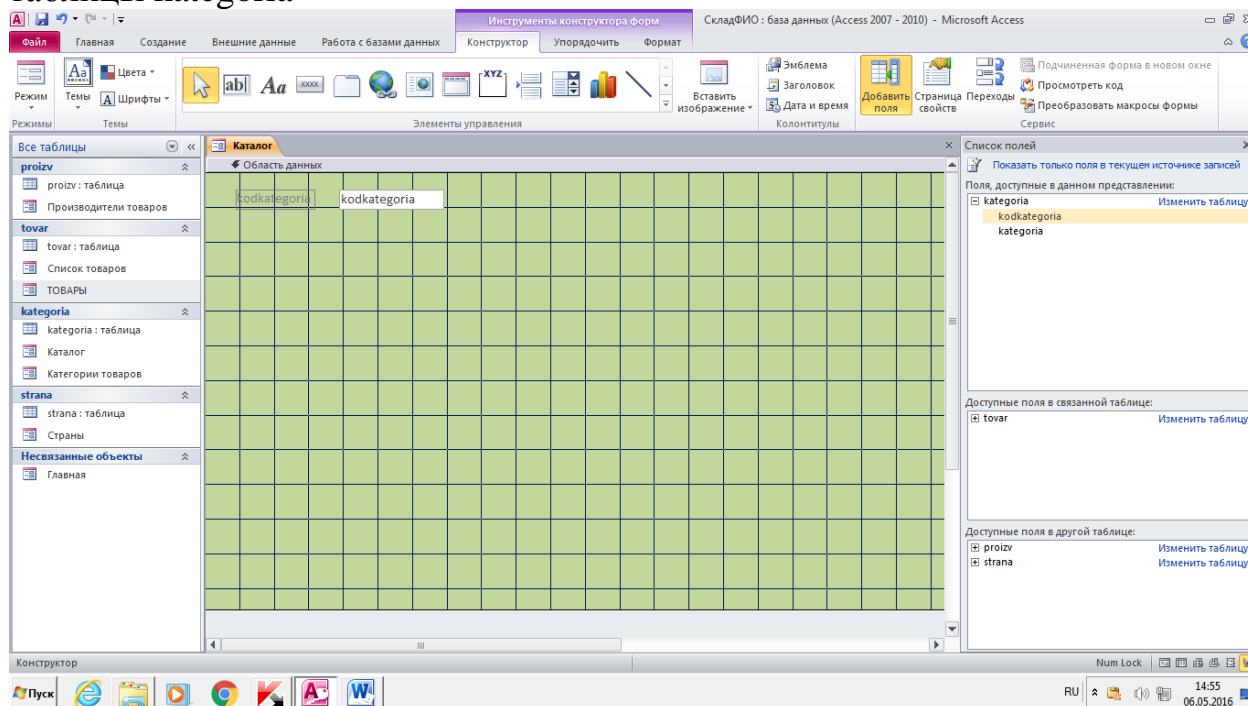 таблицы kategoria
Инструменты конструктора форм
СкладФИО : база данных (Access 2007 - 2010) - Microsoft Access
Файл Главная Создание Внешние данные Работа с базами данных Конструктор Упорядочить Формат
Режим
Режимы
Темы
Цвета
Шрифты
Темы
ab|
Aa
xxxx
XYZ
Элементы управления
Вставить
изображение
Эмблема
Заголовок
Дата и время
Колонтитулы
Добавить
поля
Страница
свойств
Переходы
Подчиненная форма в новом окне
Просмотреть код
Преобразовать макросы формы
Сервис
Все таблицы
proizv
proizv : таблица
Производители товаров
tovar
tovar : таблица
Список товаров
ТОВАРЫ
kategoria
kategoria : таблица
Каталог
Категории товаров
strana
strana : таблица
Страны
Несвязанные объекты
Главная
Каталог
Область данных
kodkategoria kodkategoria
Список полей
Показать только поля в текущем источнике записей
Поля, доступные в данном представлении:
kategoria Изменить таблицу
kodkategoria
kategoria
Доступные поля в связанной таблице:
tovar Изменить таблицу
Доступные поля в другой таблице:
proizv Изменить таблицу
strana Изменить таблицу
Конструктор
Num Lock
Пуск
RU
14:55
06.05.2016